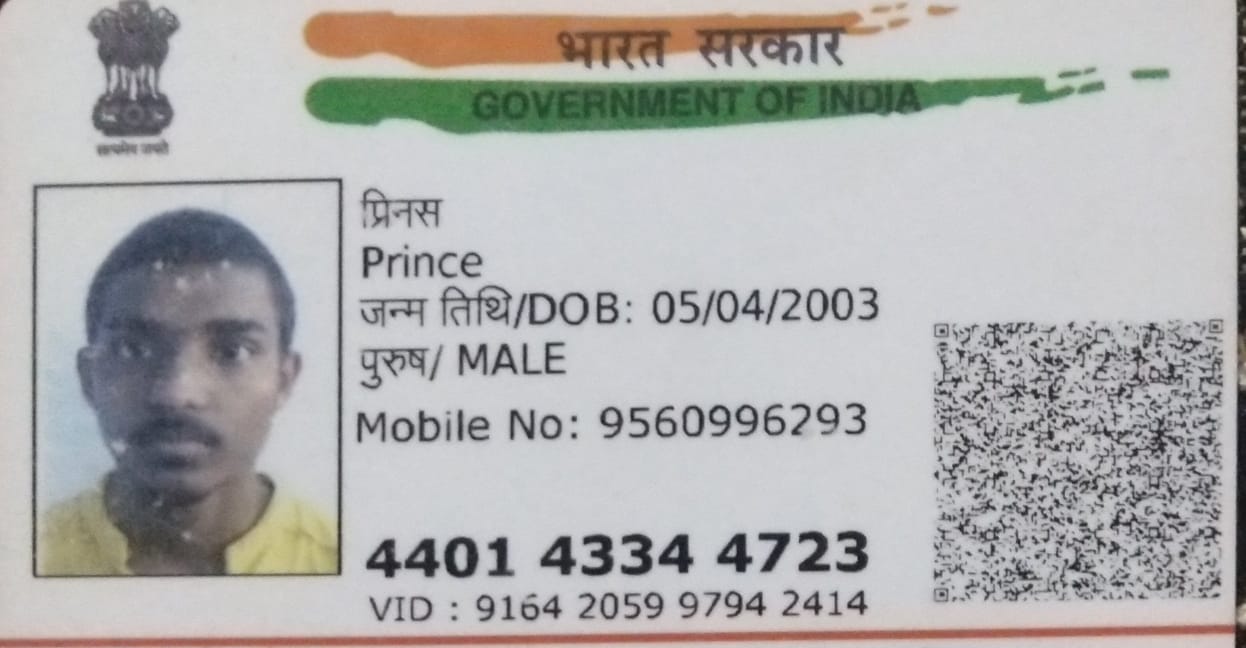 भारत सरकार
GOVERNMENT OF INDIA
सत्यमेव जयते
प्रिनस
Prince
जन्म तिथि/DOB: 05/04/2003
पुरुष/ MALE
Mobile No: 9560996293
4401 4334 4723
VID : 9164 2059 9794 2414